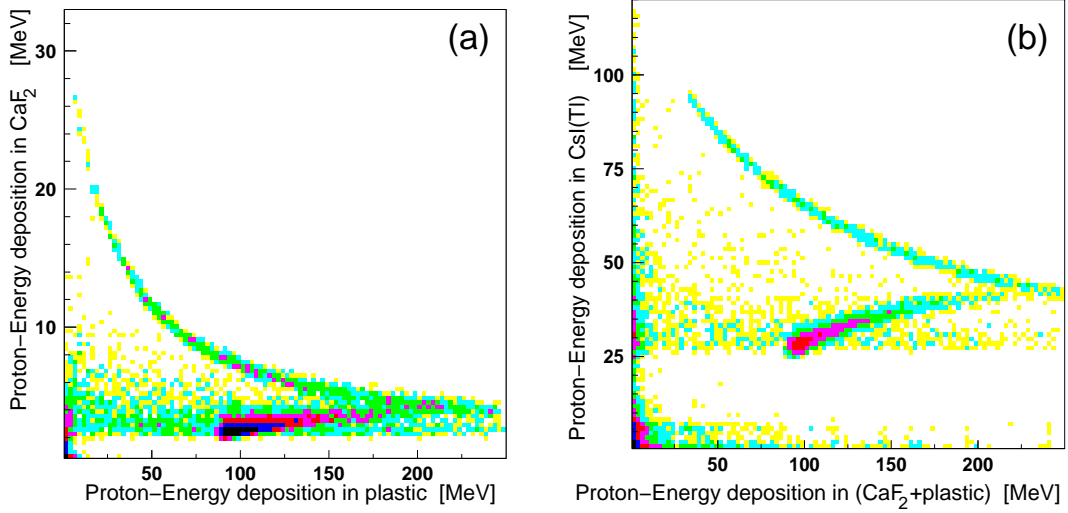 (a)
Proton−Energy deposition in CaF2 [MeV]
30
20
10
50 100 150 200
Proton−Energy deposition in plastic [MeV]
(b)
Proton−Energy deposition in CsI(Tl) [MeV]
100
75
50
25
50 100 150 200
Proton−Energy deposition in (CaF2+plastic) [MeV]